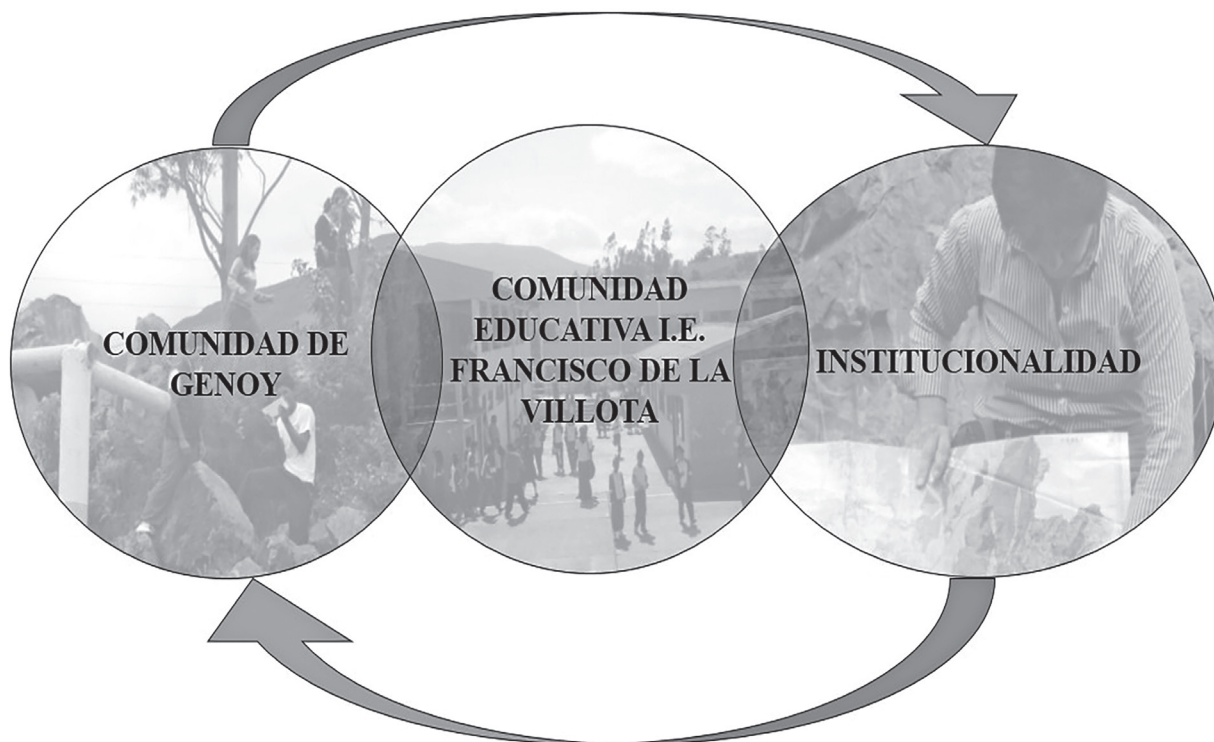 COMUNIDAD DE
GENOY
COMUNIDAD
EDUCATIVA I.E.
FRANCISCO DE LA
VILLOTA
INSTITUCIONALIDAD